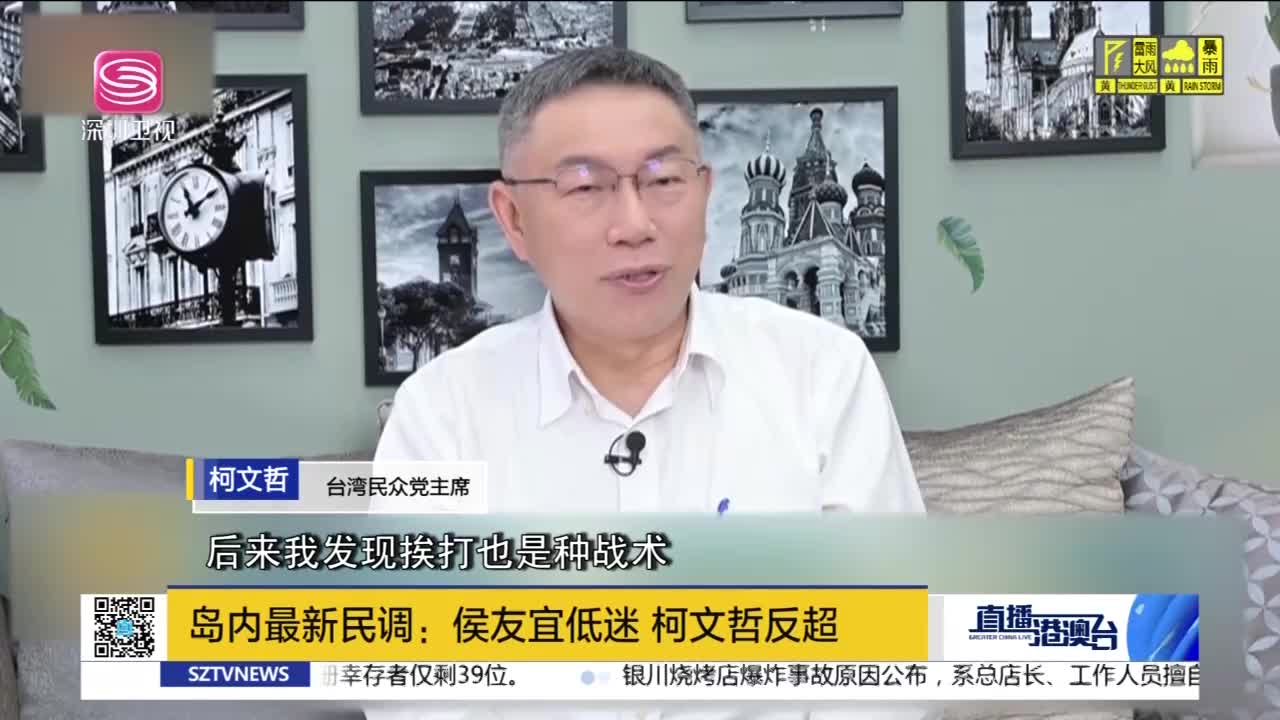 深圳卫视
雷雨
大风
黄 THUNDER GUST
暴
雨
黄 RAIN STORM
柯文哲
台湾民众党主席
后来我发现挨打也是种战术
岛内最新民调：侯友宜低迷 柯文哲反超
直播
港澳台
GREATER CHINA LIVE
SZTVNEWS
册幸存者仅剩39位。
银川烧烤店爆炸事故原因公布，系总店长、工作人员擅自